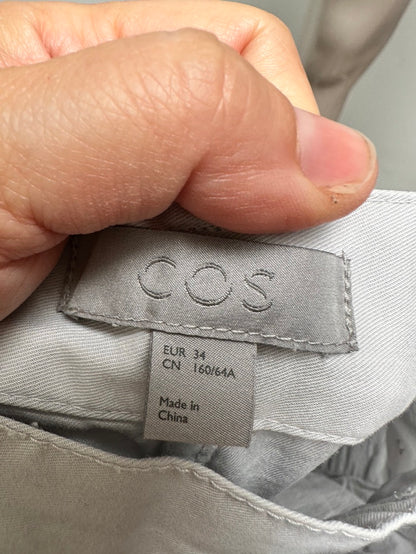 COS
EUR 34
CN 160/64A
Made in
China